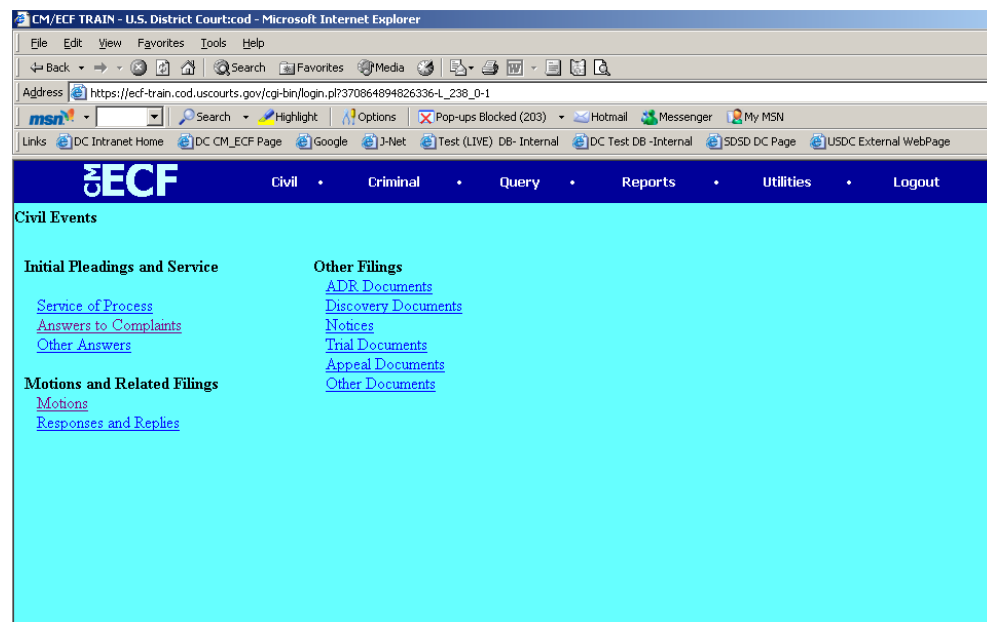 CM/ECF TRAIN - U.S. District Court:cod - Microsoft Internet Explorer
File Edit View Favorites Tools Help
Back Search Favorites Media
Address https://ecf-train.cod.uscourts.gov/cgi-bin/login.pl?370864894826336-L_238_0-1
msn Search Highlight Options Pop-ups Blocked (203) Hotmail Messenger My MSN
Links DC Intranet Home DC CM_ECF Page Google J-Net Test (LIVE) DB- Internal DC Test DB -Internal SDSD DC Page USDC External WebPage
CM ECF Civil • Criminal • Query • Reports • Utilities • Logout
Civil Events
Initial Pleadings and Service
Service of Process
Answers to Complaints
Other Answers
Motions and Related Filings
Motions
Responses and Replies
Other Filings
ADR Documents
Discovery Documents
Notices
Trial Documents
Appeal Documents
Other Documents